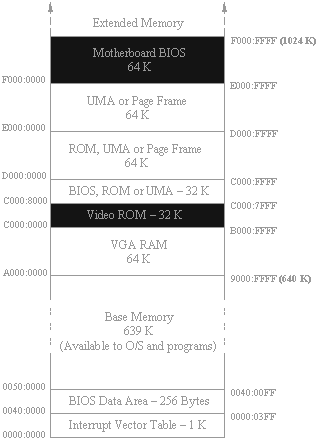 Extended Memory
F000:FFFF (1024 K)
Motherboard BIOS
64 K
F000:0000
E000:FFFF
UMA or Page Frame
64 K
E000:0000
D000:FFFF
ROM, UMA or Page Frame
64 K
D000:0000
C000:FFFF
BIOS, ROM or UMA – 32 K
C000:8000
C000:7FFF
Video ROM – 32 K
C000:0000
B000:FFFF
VGA RAM
64 K
A000:0000
9000:FFFF (640 K)
Base Memory
639 K
(Available to O/S and programs)
0050:0000
0040:00FF
BIOS Data Area – 256 Bytes
0040:0000
0000:03FF
Interrupt Vector Table – 1 K
0000:0000